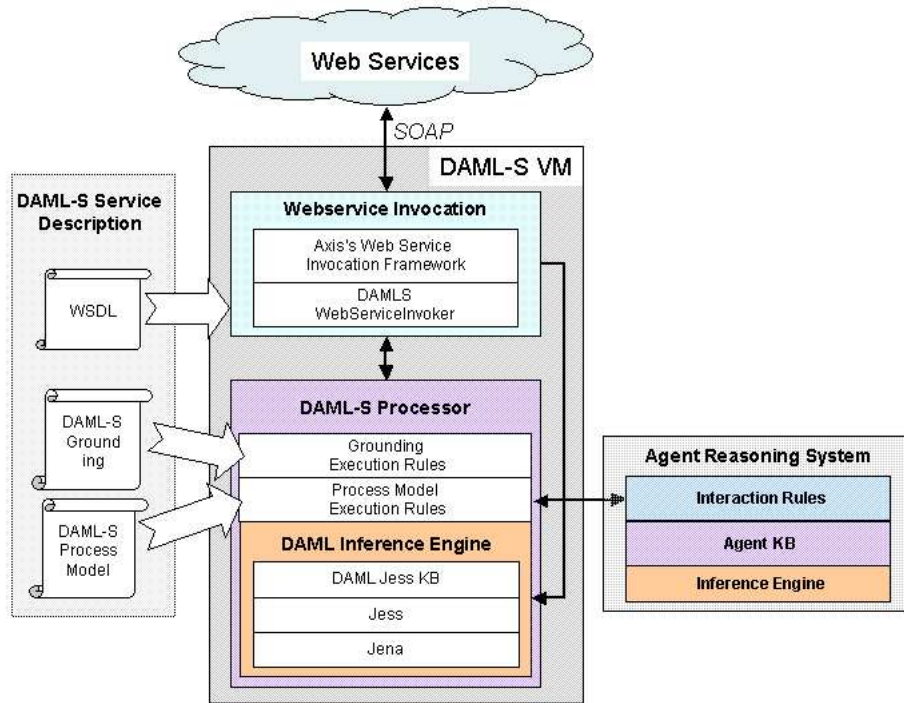 Web Services
SOAP
DAML-S VM
DAML-S Service
Description
WSDL
DAML-S
Ground
ing
DAML-S
Process
Model
Webservice Invocation
Axis's Web Service
Invocation Framework
DAMLS
WebServiceInvoker
DAML-S Processor
Grounding
Execution Rules
Process Model
Execution Rules
DAML Inference Engine
DAML Jess KB
Jess
Jena
Agent Reasoning System
Interaction Rules
Agent KB
Inference Engine